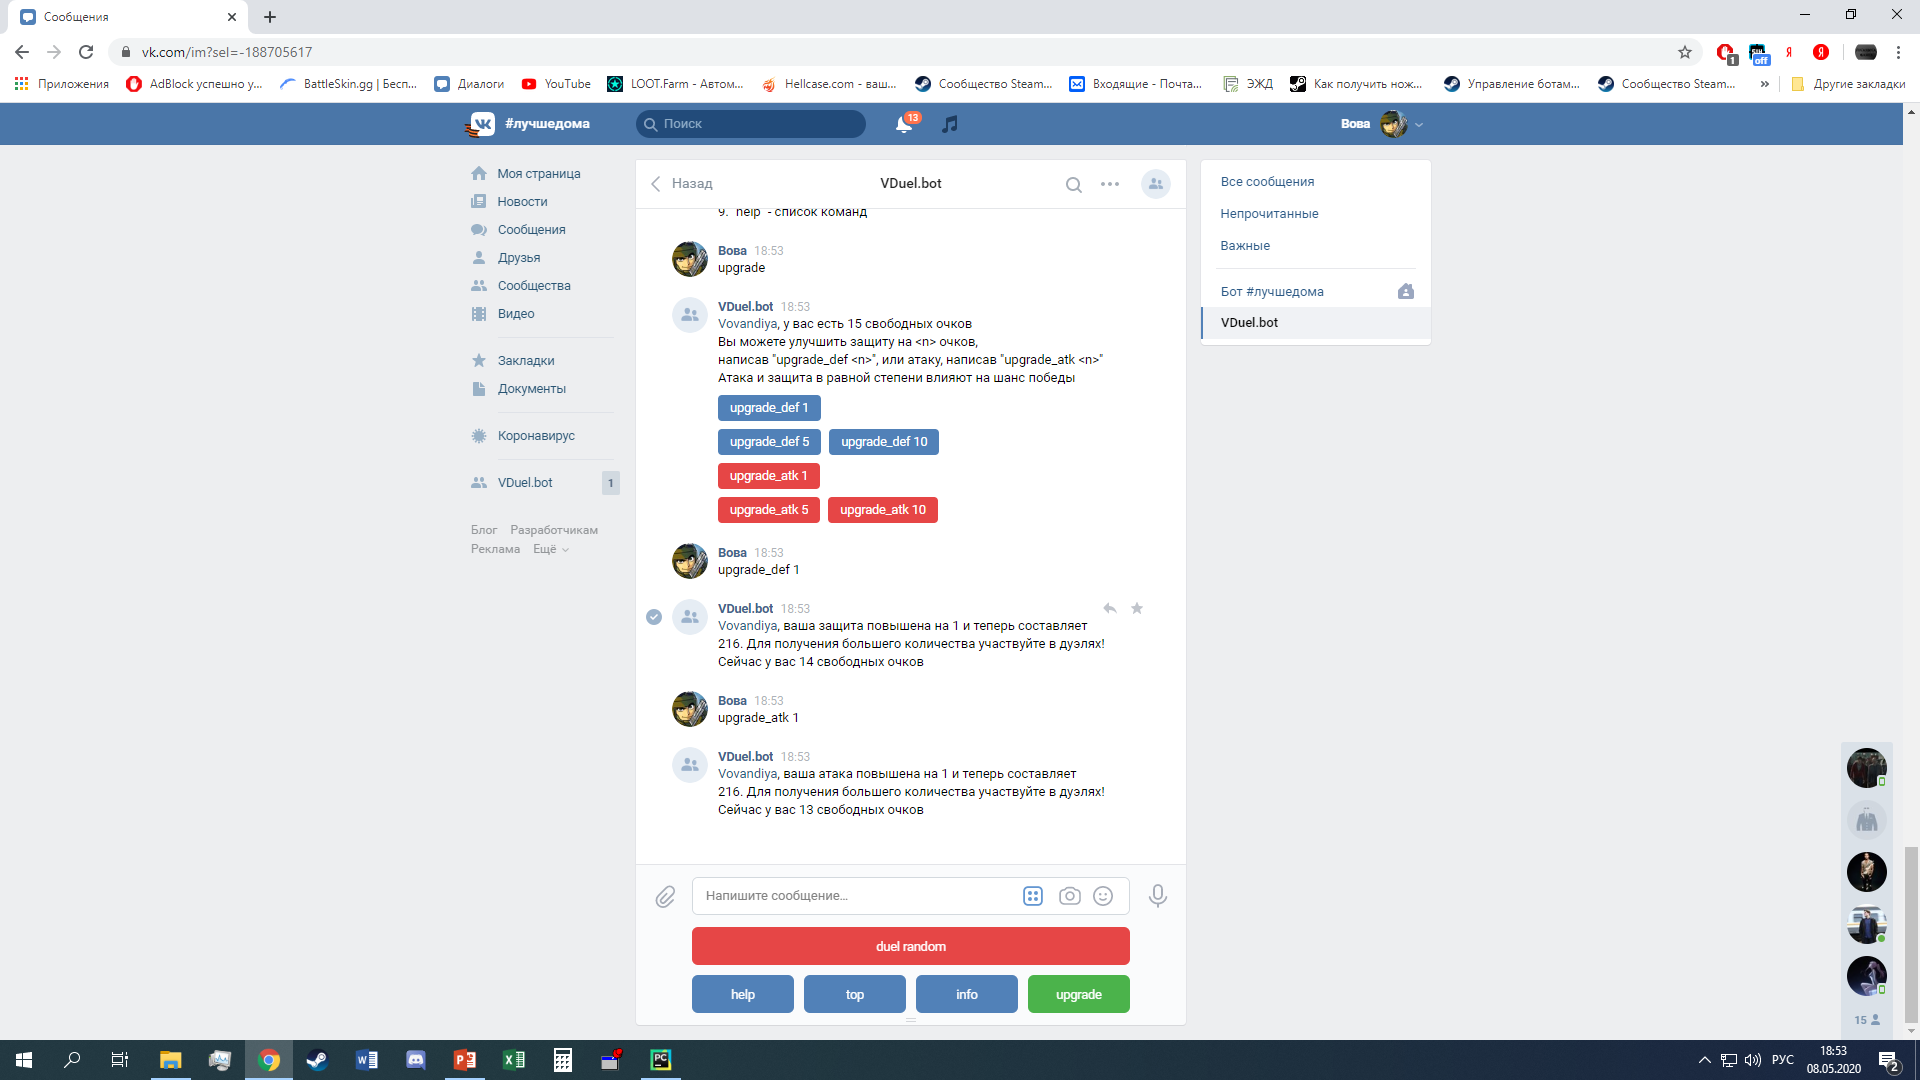 Сообщения
vk.com/im?sel=-188705617
1
off
Приложения
AdBlock успешно у...
BattleSkin.gg | Бесп...
Диалоги
YouTube
LOOT.Farm - Автом...
Hellcase.com - ваш...
Сообщество Steam...
Входящие - Почта...
ЭЖД
Как получить нож...
Управление ботам...
Сообщество Steam...
»
Другие закладки
#лучшедома
Поиск
13
Вова
Моя страница
Новости
Сообщения
Друзья
Сообщества
Видео
Закладки
Документы
Коронавирус
VDuel.bot 1
Блог Разработчикам
Реклама Ещё
Назад
VDuel.bot
9. "help" - список команд
Вова 18:53
upgrade
VDuel.bot 18:53
Vovandiya, у вас есть 15 свободных очков
Вы можете улучшить защиту на <n> очков,
написав "upgrade_def <n>", или атаку, написав "upgrade_atk <n>"
Атака и защита в равной степени влияют на шанс победы
upgrade_def 1
upgrade_def 5 upgrade_def 10
upgrade_atk 1
upgrade_atk 5 upgrade_atk 10
Вова 18:53
upgrade_def 1
VDuel.bot 18:53
Vovandiya, ваша защита повышена на 1 и теперь составляет
216. Для получения большего количества участвуйте в дуэлях!
Сейчас у вас 14 свободных очков
Вова 18:53
upgrade_atk 1
VDuel.bot 18:53
Vovandiya, ваша атака повышена на 1 и теперь составляет
216. Для получения большего количества участвуйте в дуэлях!
Сейчас у вас 13 свободных очков
Напишите сообщение...
duel random
help top info upgrade
Все сообщения
Непрочитанные
Важные
Бот #лучшедома
VDuel.bot
15
РУС
18:53
08.05.2020
2